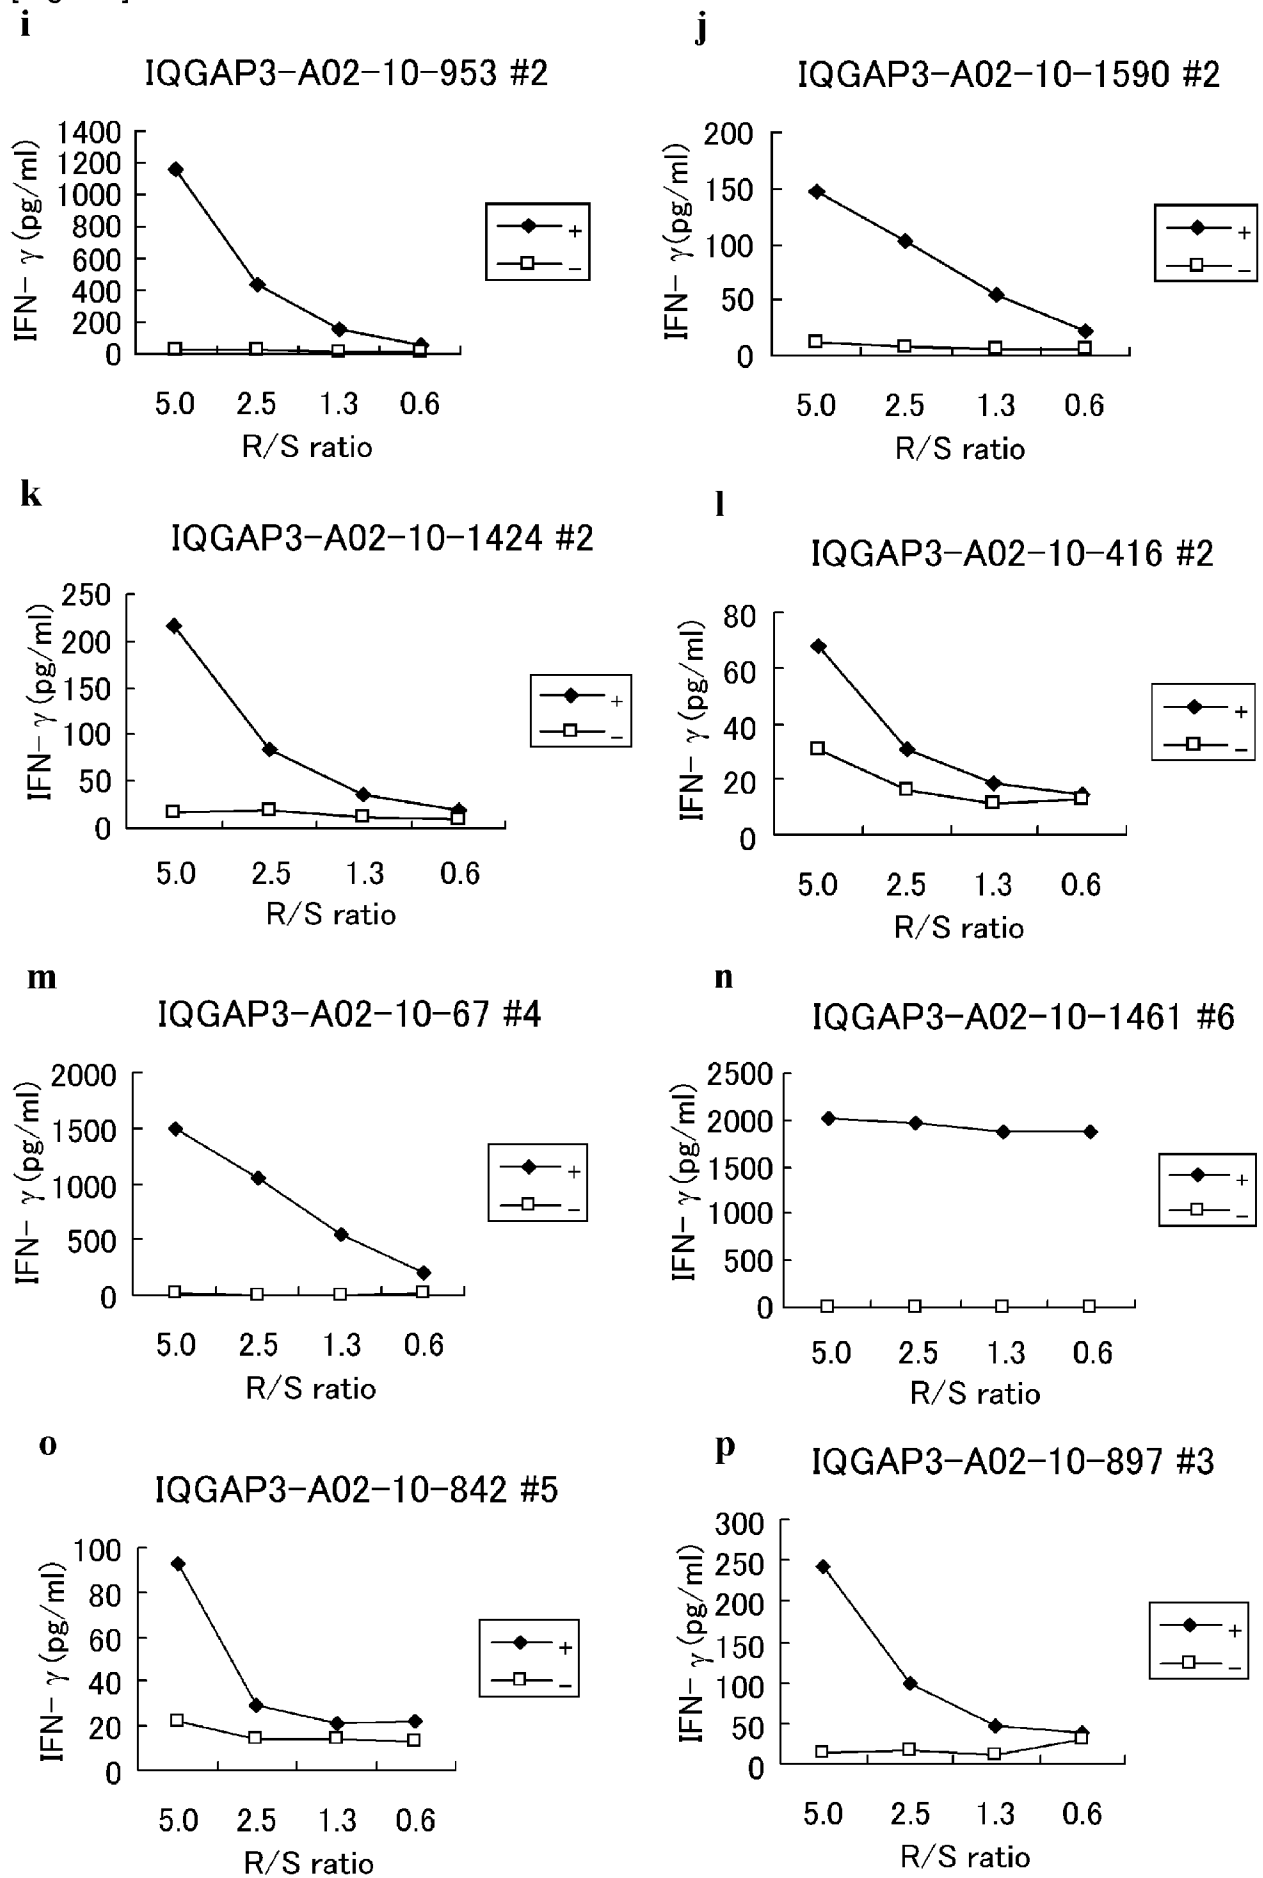 i
IQGAP3-A02-10-953 #2
IFN-γ(pg/ml)
1400
1200
1000
800
600
400
200
0
5.0 2.5 1.3 0.6
R/S ratio
+
−
j
IQGAP3-A02-10-1590 #2
IFN-γ(pg/ml)
200
150
100
50
0
5.0 2.5 1.3 0.6
R/S ratio
+
−
k
IQGAP3-A02-10-1424 #2
IFN-γ(pg/ml)
250
200
150
100
50
0
5.0 2.5 1.3 0.6
R/S ratio
+
−
l
IQGAP3-A02-10-416 #2
IFN-γ(pg/ml)
80
60
40
20
0
5.0 2.5 1.3 0.6
R/S ratio
+
−
m
IQGAP3-A02-10-67 #4
IFN-γ(pg/ml)
2000
1500
1000
500
0
5.0 2.5 1.3 0.6
R/S ratio
+
−
n
IQGAP3-A02-10-1461 #6
IFN-γ(pg/ml)
2500
2000
1500
1000
500
0
5.0 2.5 1.3 0.6
R/S ratio
+
−
o
IQGAP3-A02-10-842 #5
IFN-γ(pg/ml)
100
80
60
40
20
0
5.0 2.5 1.3 0.6
R/S ratio
+
−
p
IQGAP3-A02-10-897 #3
IFN-γ(pg/ml)
300
250
200
150
100
50
0
5.0 2.5 1.3 0.6
R/S ratio
+
−